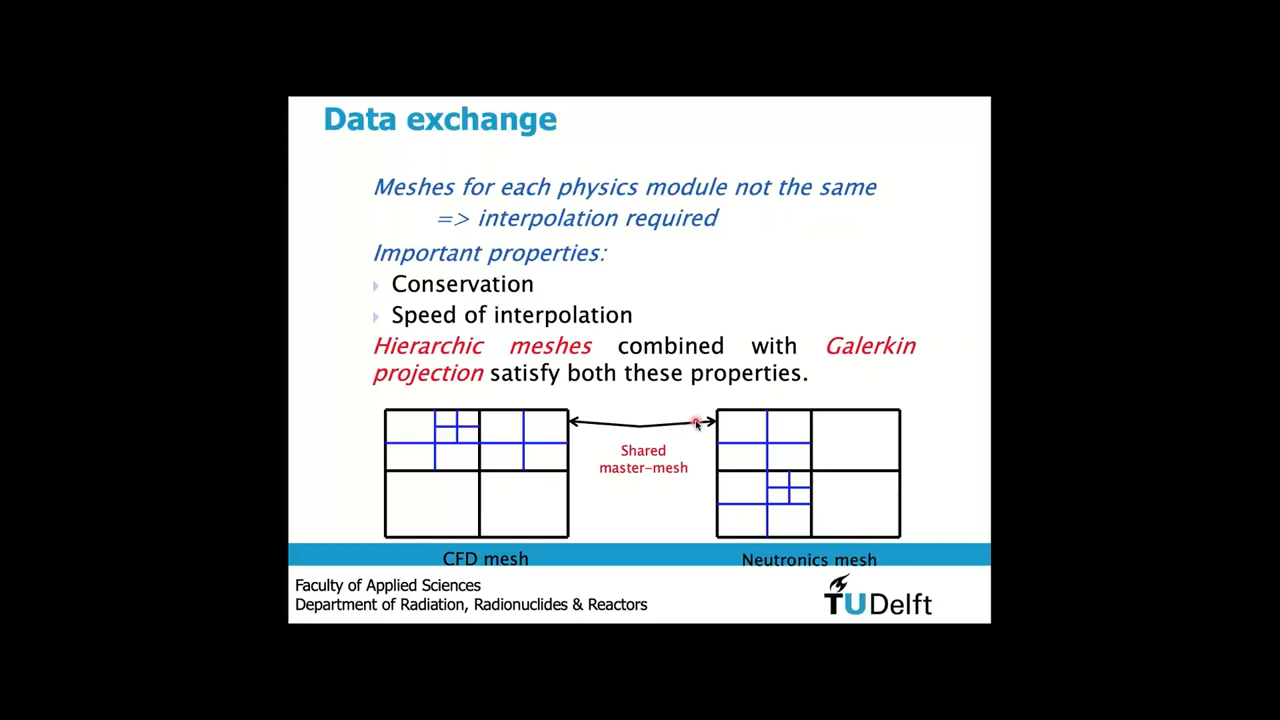 Data exchange
Meshes for each physics module not the same
=> interpolation required
Important properties:
Conservation
Speed of interpolation
Hierarchic meshes combined with Galerkin
projection satisfy both these properties.
Shared
master-mesh
CFD mesh
Neutronics mesh
Faculty of Applied Sciences
Department of Radiation, Radionuclides & Reactors
TUDelft